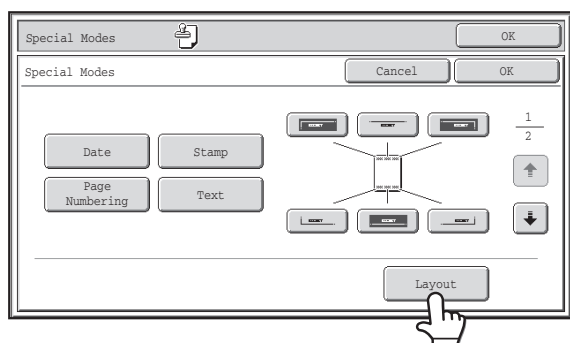 Special Modes
OK
Special Modes
Cancel
OK
1
2
Date
Stamp
Page
Numbering
Text
Layout